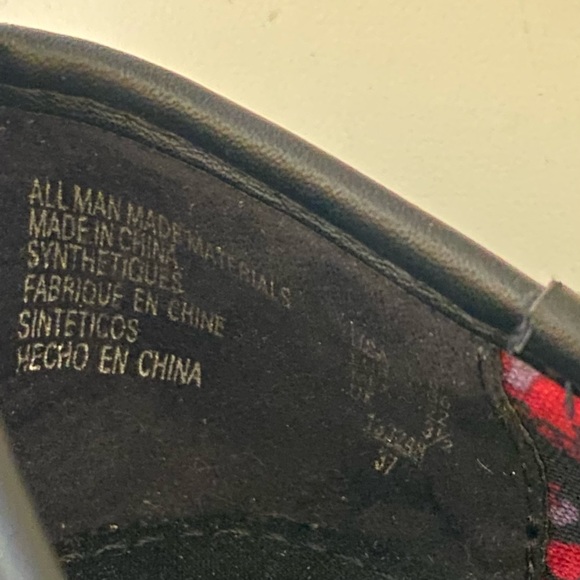 ALL MAN MADE MATERIALS
MADE IN CHINA
SYNTHETIQUES
FABRIQUE EN CHINE
SINTETICOS
HECHO EN CHINA
37